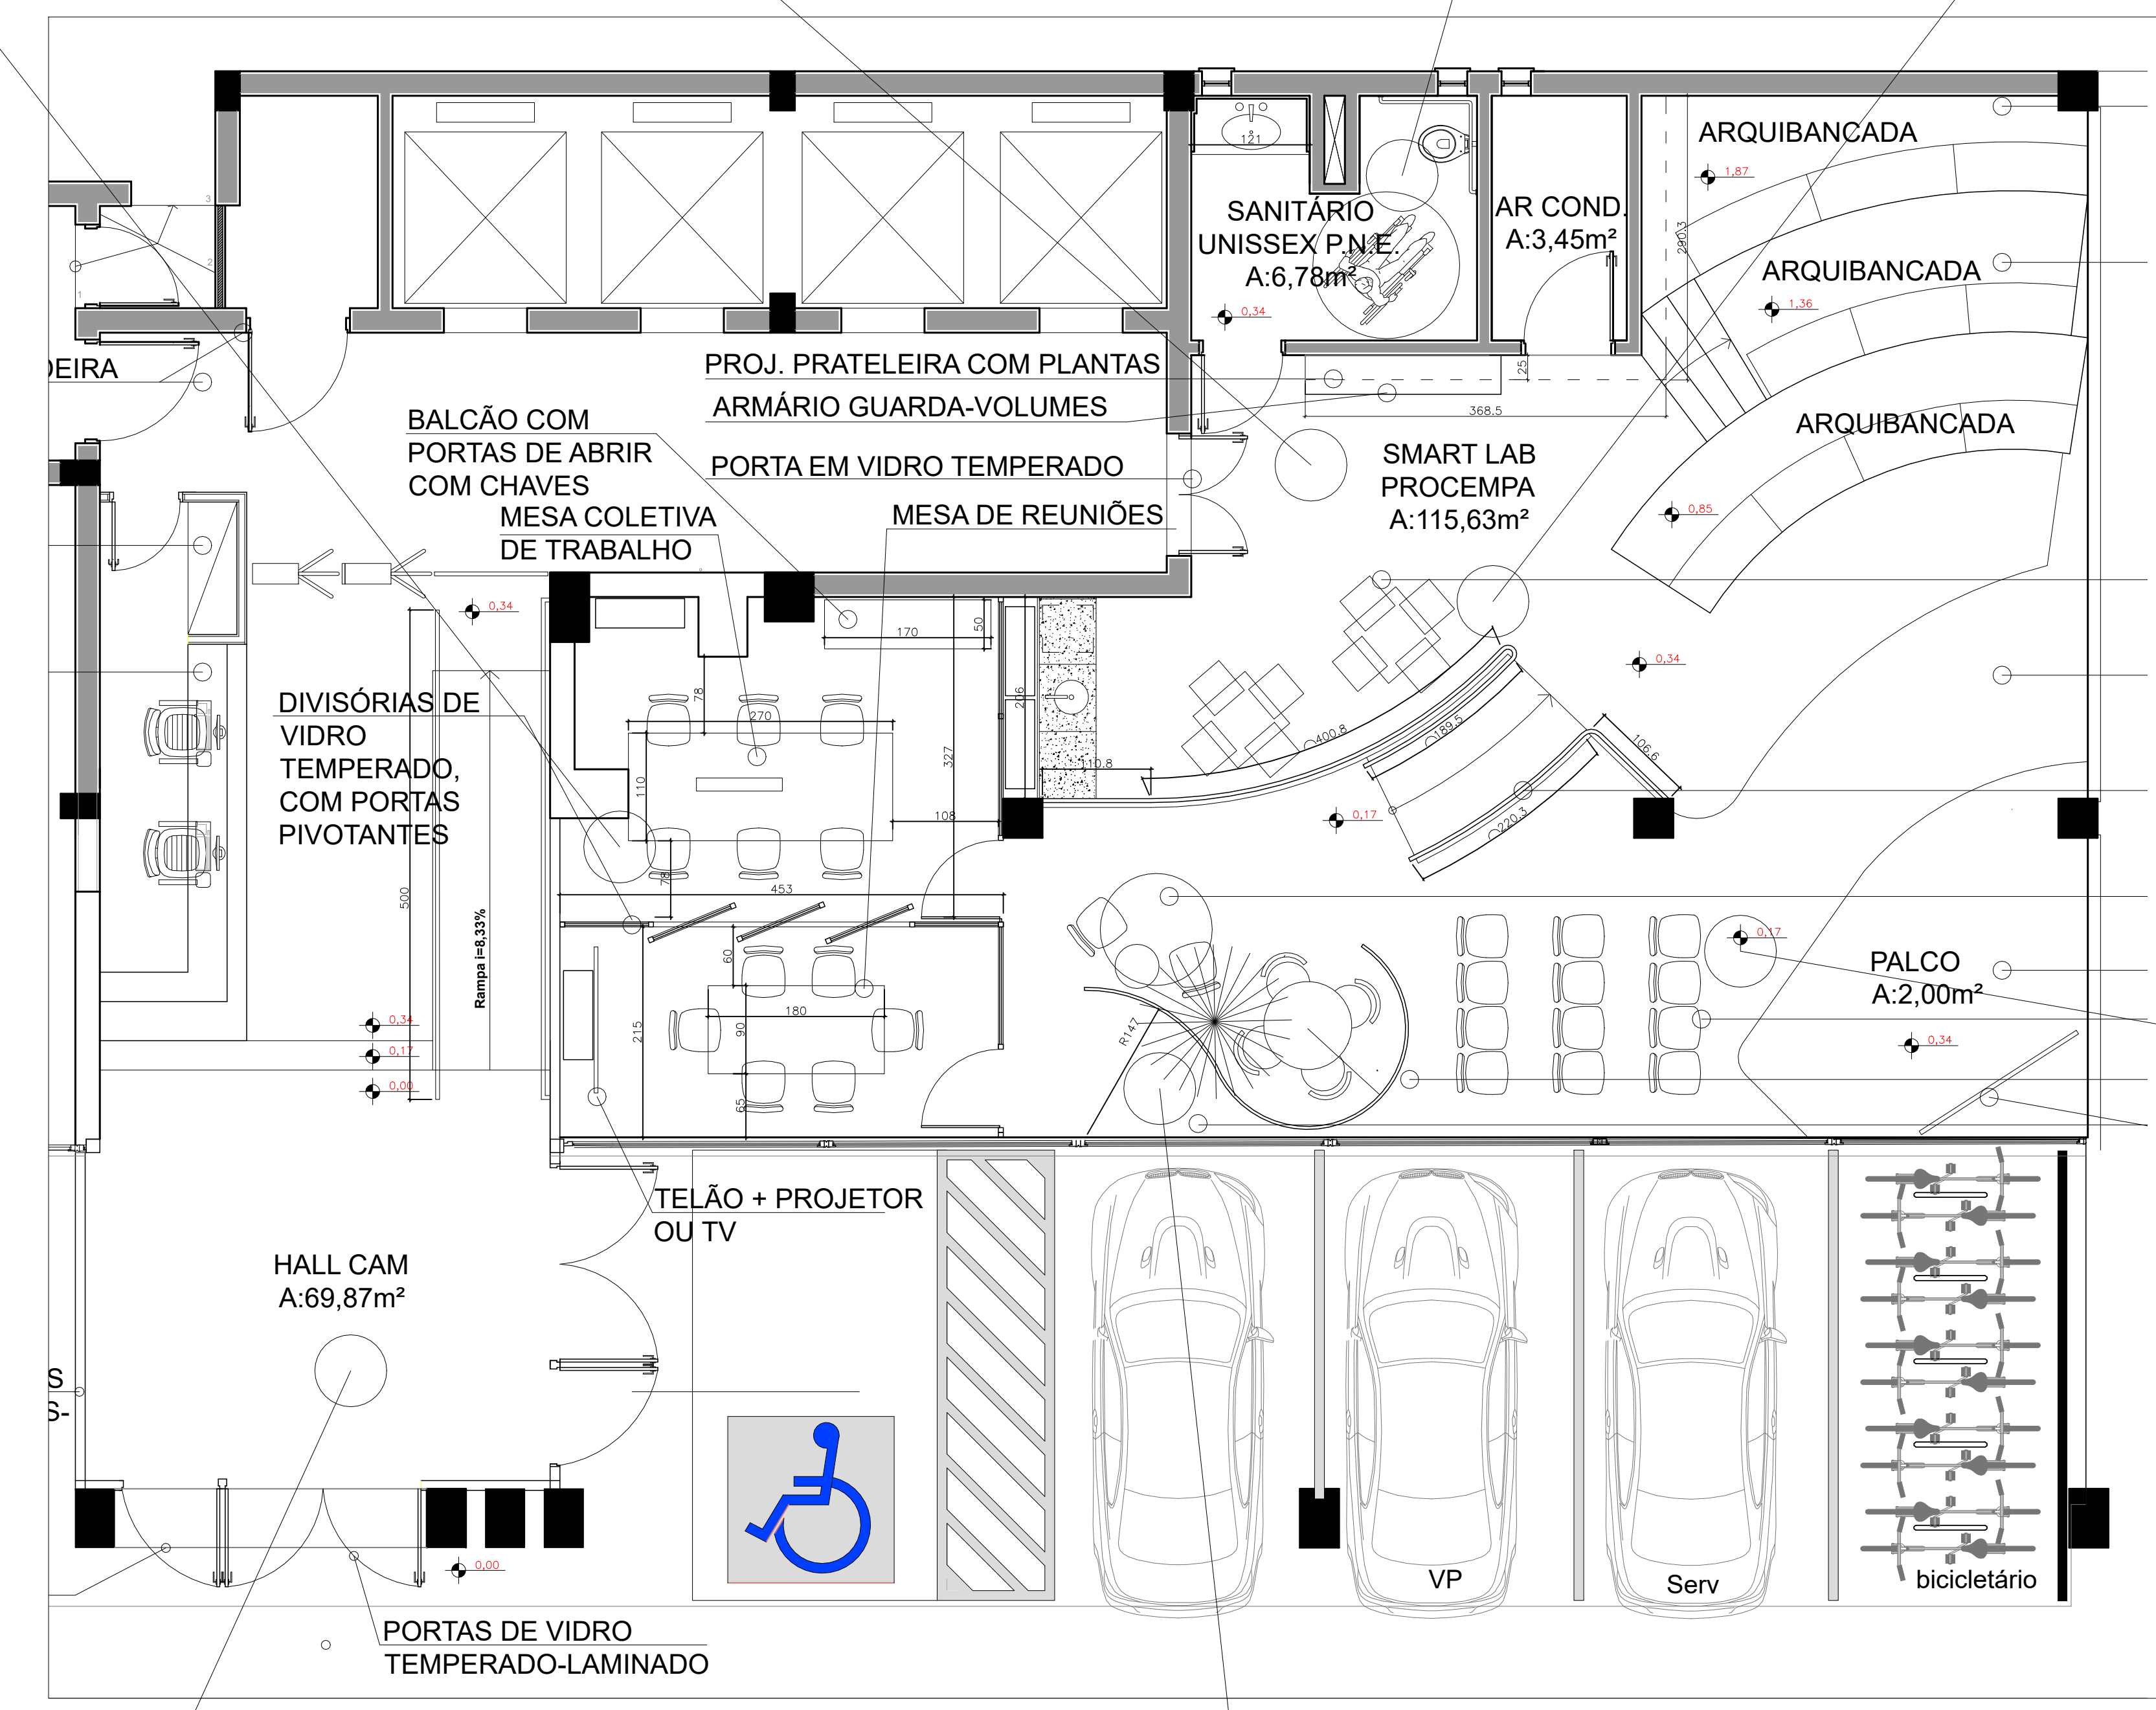 ARQUIBANCADA
1,87
121
3
2
1
SANITÁRIO
UNISSEX P.N.E.
A:6,78m²
0,34
AR COND.
A:3,45m²
290.3
ARQUIBANCADA
1,36
DEIRA
PROJ. PRATELEIRA COM PLANTAS
25
ARMÁRIO GUARDA-VOLUMES
368.5
BALCÃO COM
PORTAS DE ABRIR
COM CHAVES
ARQUIBANCADA
PORTA EM VIDRO TEMPERADO
SMART LAB
PROCEMPA
A:115,63m²
MESA COLETIVA
DE TRABALHO
MESA DE REUNIÕES
0,85
0,34
170
50
0,34
78
206
270
DIVISÓRIAS DE
VIDRO
TEMPERADO,
COM PORTAS
PIVOTANTES
400.8
189.5
106.6
327
110.8
110
108
0,17
220.3
78
453
500
Rampa i=8,33%
0,17
60
PALCO
A:2,00m²
180
90
215
R147
0,34
0,17
0,00
0,34
65
TELÃO + PROJETOR
OU TV
HALL CAM
A:69,87m²
S
S-
0,00
VP
Serv
bicicletário
PORTAS DE VIDRO
TEMPERADO-LAMINADO